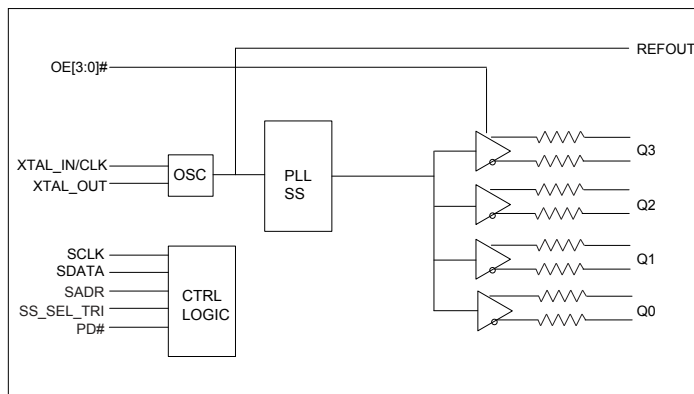 REFOUT
OE[3:0]#
XTAL_IN/CLK
XTAL_OUT
OSC
PLL
SS
Q3
Q2
Q1
Q0
SCLK
SDATA
SADR
SS_SEL_TRI
PD#
CTRL
LOGIC